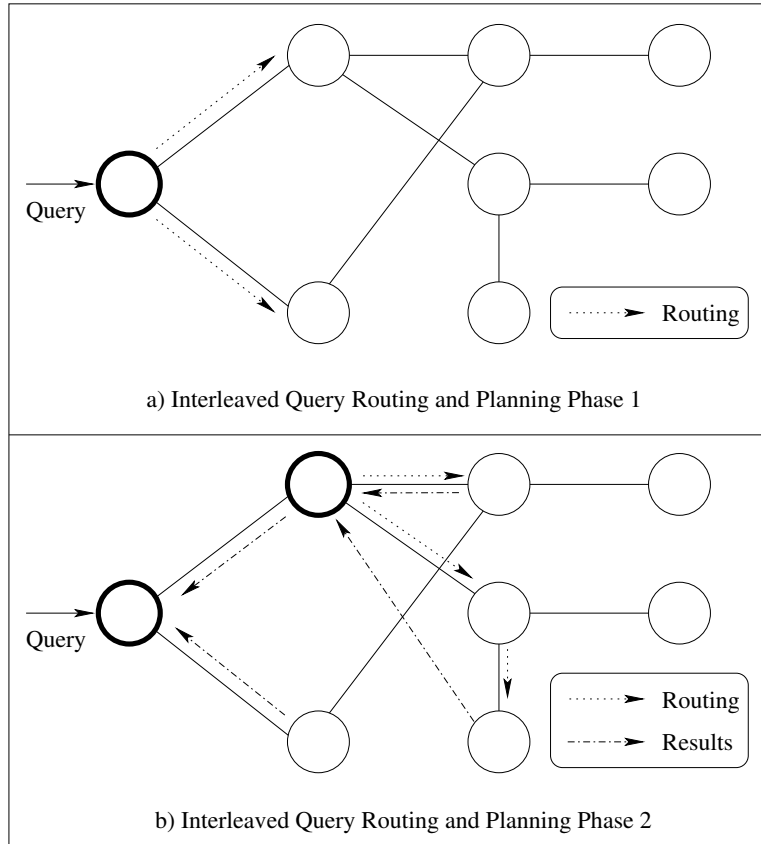 Query
Routing
a) Interleaved Query Routing and Planning Phase 1
Query
Routing
Results
b) Interleaved Query Routing and Planning Phase 2